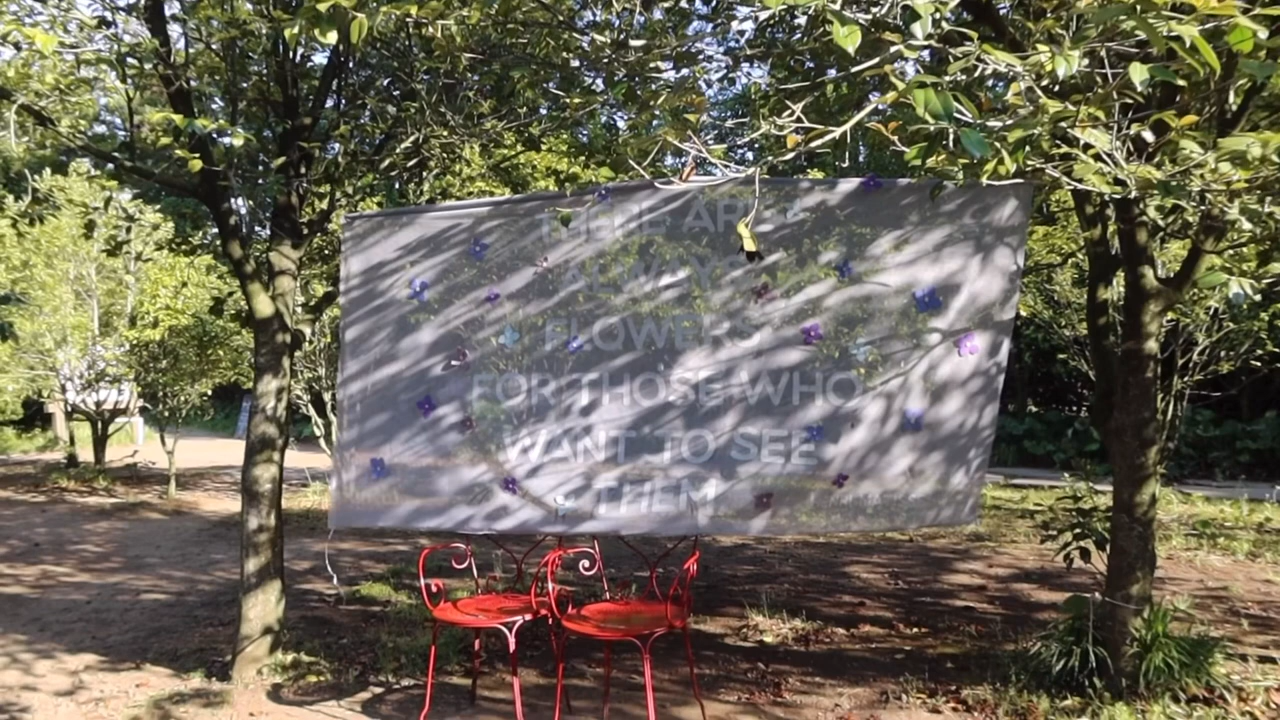 THERE ARE
ALWAYS
FLOWERS
FOR THOSE WHO
WANT TO SEE
THEM